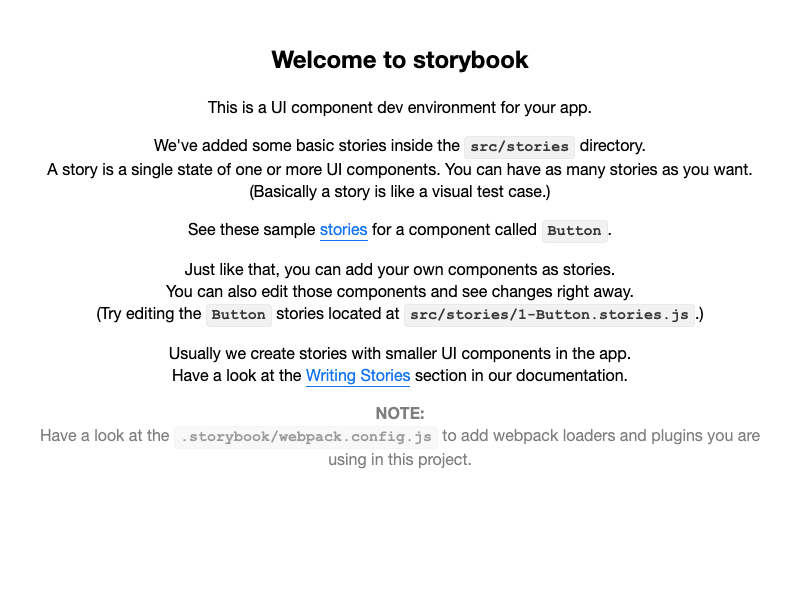 Welcome to storybook
This is a UI component dev environment for your app.
We've added some basic stories inside the src/stories directory.
A story is a single state of one or more UI components. You can have as many stories as you want.
(Basically a story is like a visual test case.)
See these sample stories for a component called Button.
Just like that, you can add your own components as stories.
You can also edit those components and see changes right away.
(Try editing the Button stories located at src/stories/1-Button.stories.js.)
Usually we create stories with smaller UI components in the app.
Have a look at the Writing Stories section in our documentation.
NOTE:
Have a look at the .storybook/webpack.config.js to add webpack loaders and plugins you are
using in this project.